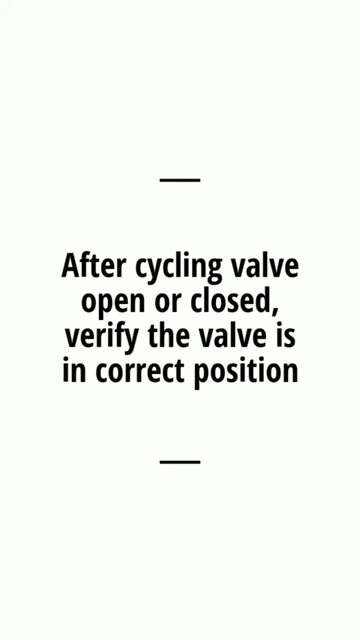 After cycling valve
open or closed,
verify the valve is
in correct position